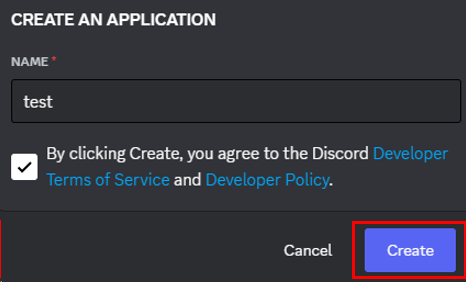 CREATE AN APPLICATION
NAME *
test
By clicking Create, you agree to the Discord Developer
Terms of Service and Developer Policy.
Cancel Create